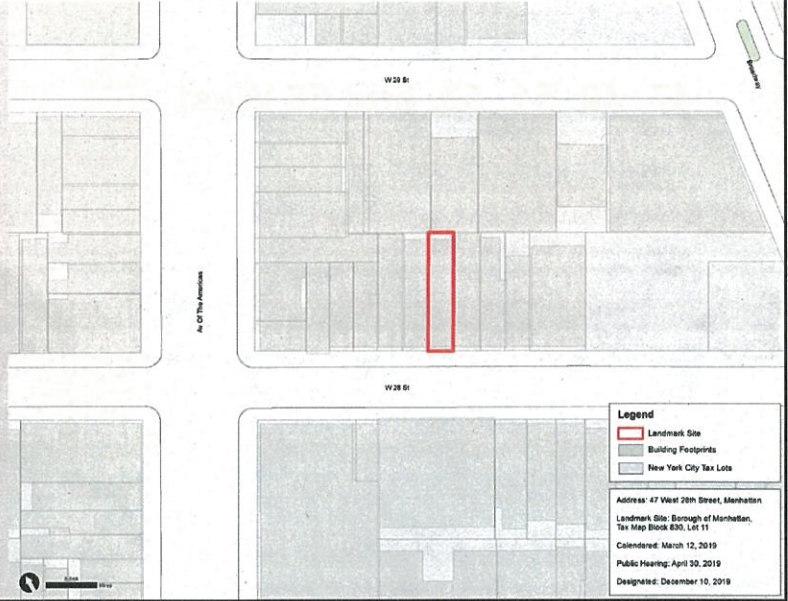 W 29 St
Broadway
Av Of The Americas
W 28 St
Legend
Landmark Site
Building Footprints
New York City Tax Lots
Address: 47 West 28th Street, Manhattan
Landmark Site: Borough of Manhattan,
Tax Map Block 830, Lot 11
Calendared: March 12, 2019
Public Hearing: April 30, 2019
Designated: December 10, 2019